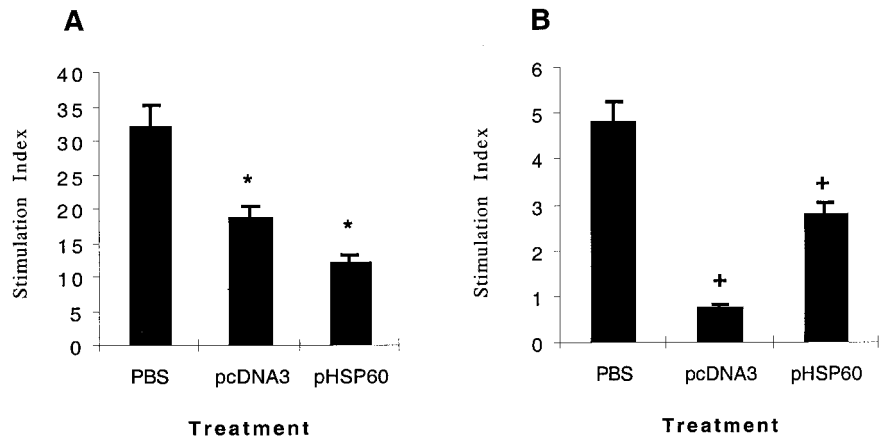 A
Stimulation Index
40
35
30
25
20
15
10
5
0
*
*
PBS pcDNA3 pHSP60
Treatment
B
Stimulation Index
6
5
4
3
2
1
0
+
+
PBS pcDNA3 pHSP60
Treatment